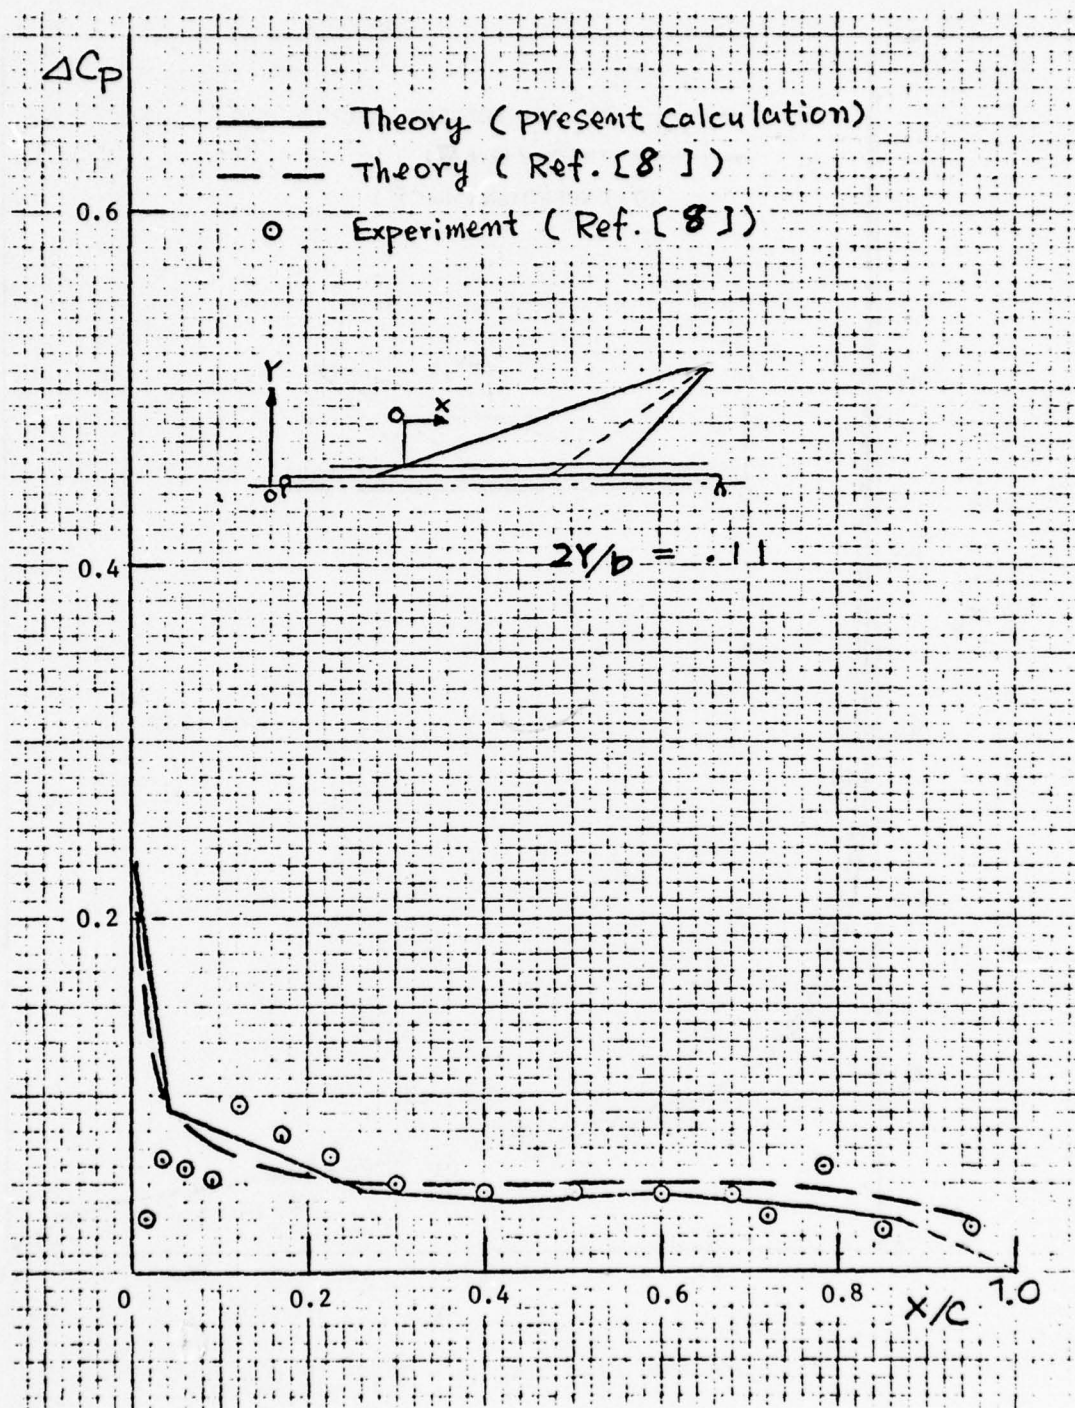 ΔCp
Theory (present calculation)
Theory ( Ref. [8 ] )
0.6
Experiment ( Ref. [ 8 ])
Y
O X
O
2Y/b = .11
0.4
0.2
0 0.2 0.4 0.6 0.8 1.0
X/C